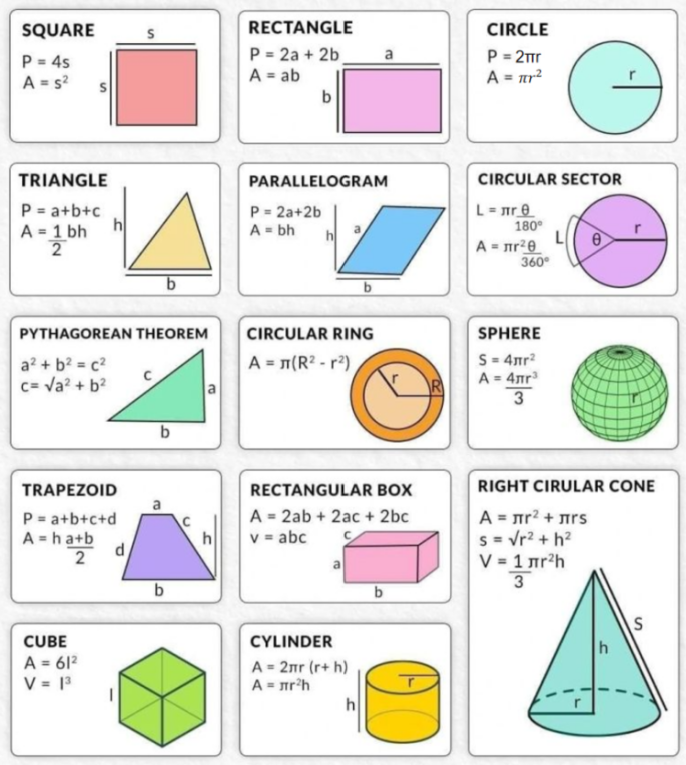 SQUARE
P = 4s
A = s²
s
s
RECTANGLE
P = 2a + 2b
A = ab
a
b
CIRCLE
P = 2πr
A = πr²
r
TRIANGLE
P = a+b+c
A = 1 bh
2
h
b
PARALLELOGRAM
P = 2a+2b
A = bh
h
a
b
CIRCULAR SECTOR
L = πr θ
180°
A = πr² θ
360°
L
θ
r
PYTHAGOREAN THEOREM
a² + b² = c²
c= √a² + b²
c
a
b
CIRCULAR RING
A = π(R² - r²)
r
R
SPHERE
S = 4πr²
A = 4πr³
3
r
TRAPEZOID
P = a+b+c+d
A = h a+b
2
a
c
h
d
b
RECTANGULAR BOX
A = 2ab + 2ac + 2bc
v = abc
c
a
b
RIGHT CIRULAR CONE
A = πr² + πrs
s = √r² + h²
V = 1 πr²h
3
S
h
r
CUBE
A = 6l²
V = l³
l
CYLINDER
A = 2πr (r+ h)
A = πr²h
r
h